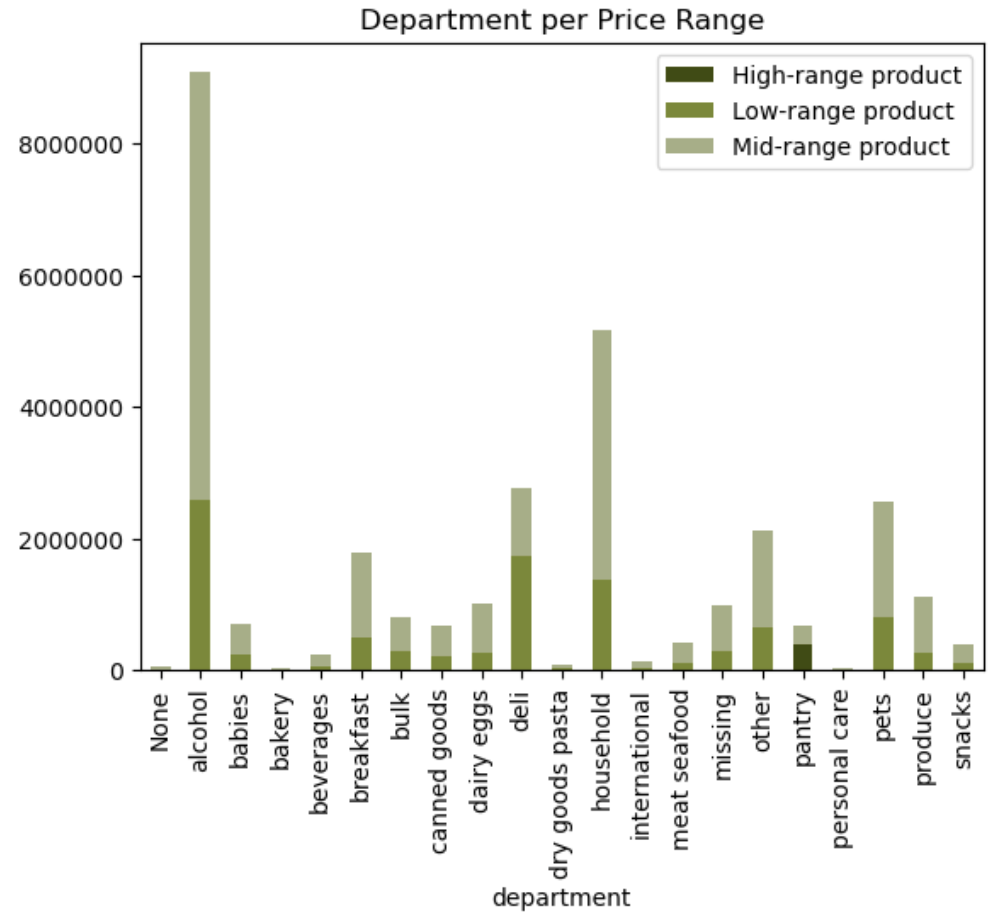 Department per Price Range
High-range product
Low-range product
Mid-range product
8000000
6000000
4000000
2000000
0
None
alcohol
babies
bakery
beverages
breakfast
bulk
canned goods
dairy eggs
deli
dry goods pasta
household
international
meat seafood
missing
other
pantry
personal care
pets
produce
snacks
department